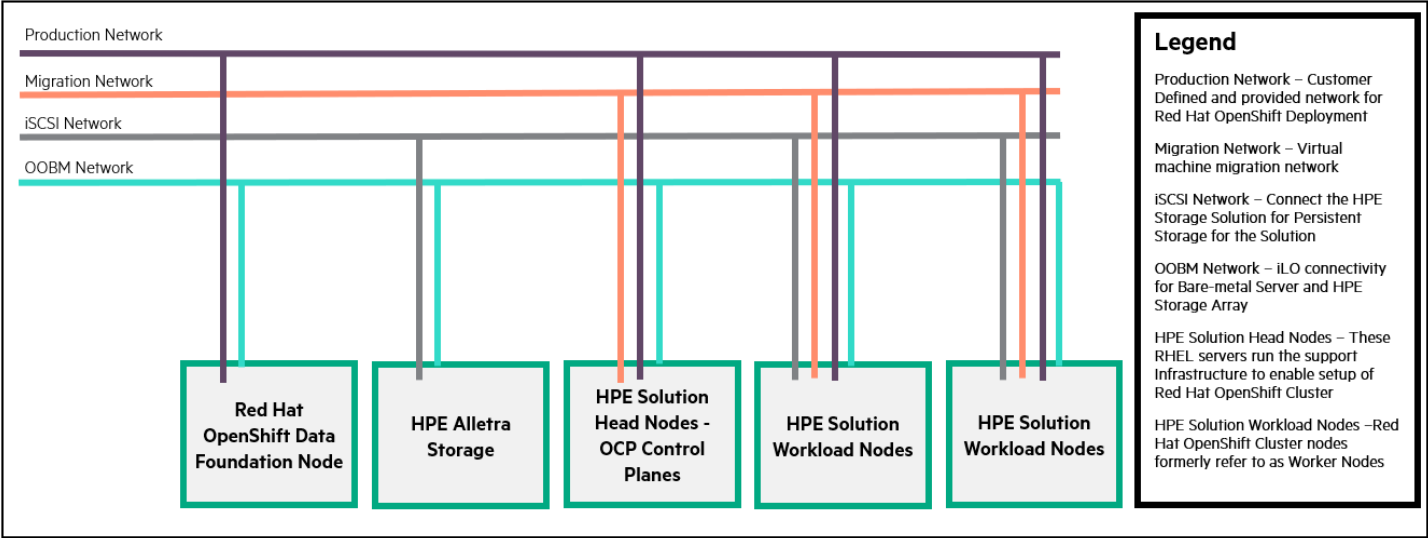 Production Network
Migration Network
iSCSI Network
OOBM Network
Red Hat
OpenShift Data
Foundation Node
HPE Alletra
Storage
HPE Solution
Head Nodes -
OCP Control
Planes
HPE Solution
Workload Nodes
HPE Solution
Workload Nodes
Legend
Production Network – Customer
Defined and provided network for
Red Hat OpenShift Deployment
Migration Network – Virtual
machine migration network
iSCSI Network – Connect the HPE
Storage Solution for Persistent
Storage for the Solution
OOBM Network – iLO connectivity
for Bare-metal Server and HPE
Storage Array
HPE Solution Head Nodes – These
RHEL servers run the support
Infrastructure to enable setup of
Red Hat OpenShift Cluster
HPE Solution Workload Nodes –Red
Hat OpenShift Cluster nodes
formerly refer to as Worker Nodes